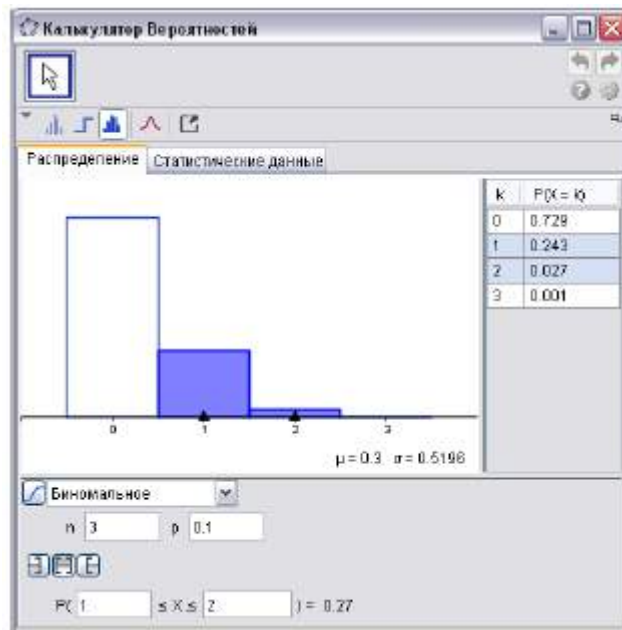 Калькулятор Вероятностей
Распределение Статистические данные
k P(X = k)
0 0.729
1 0.243
2 0.027
3 0.001
0 1 2 3
μ = 0.3 σ = 0.5196
Биномальное
n 3 p 0.1
P( 1 ≤ X ≤ 2 ) = 0.27